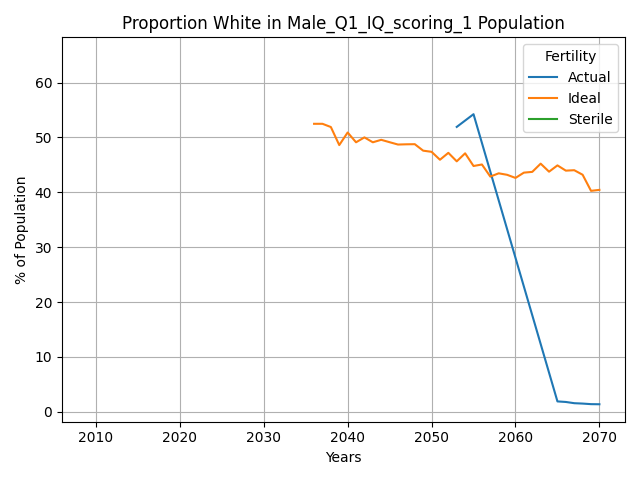 Proportion White in Male_Q1_IQ_scoring_1 Population
Fertility
Actual
Ideal
Sterile
% of Population
60
50
40
30
20
10
0
2010 2020 2030 2040 2050 2060 2070
Years